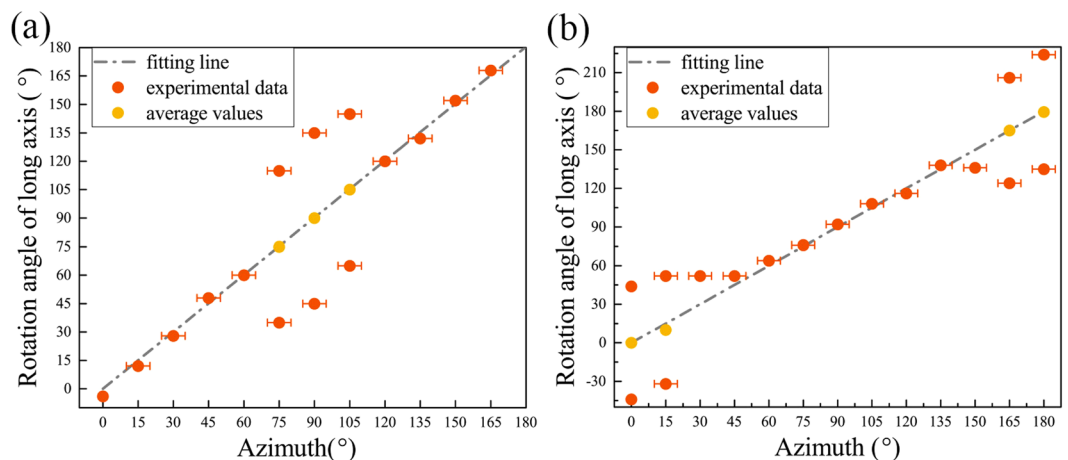 (a)
180
165
150
135
120
105
90
75
60
45
30
15
0
Rotation angle of long axis ( °)
fitting line
experimental data
average values
0 15 30 45 60 75 90 105 120 135 150 165 180
Azimuth(°)
(b)
210
180
150
120
90
60
30
0
-30
Rotation angle of long axis (°)
fitting line
experimental data
average values
0 15 30 45 60 75 90 105 120 135 150 165 180
Azimuth (°)